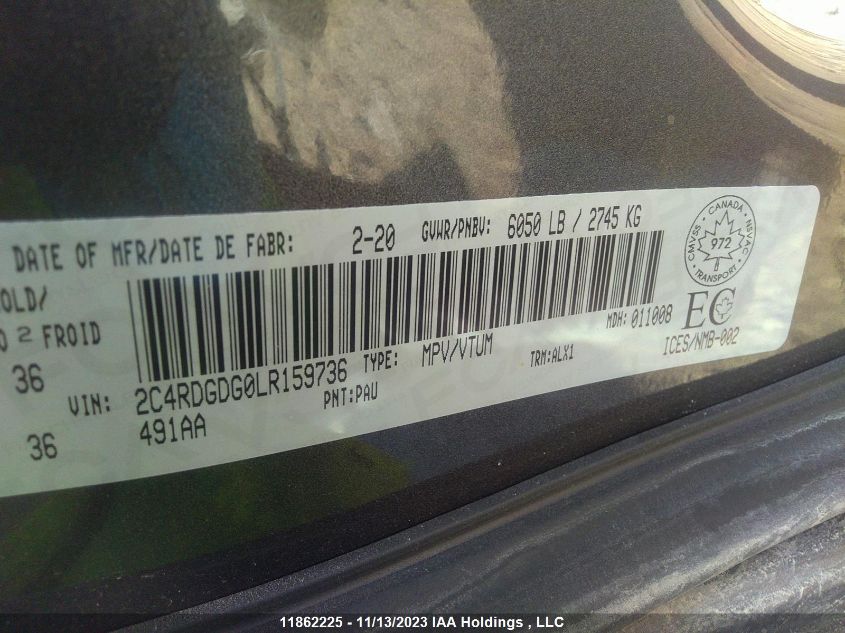 DATE OF MFR/DATE DE FABR: 2-20 GVWR/PNBV: 6050 LB / 2745 KG
OLD/
2 FROID
36
MDH: 011008
CMVSS CANADA NSVAC
972
TRANSPORT
EC
ICES/NMB-002
VIN: 2C4RDGDG0LR159736 TYPE: MPV/VTUM TRM:ALX1
36
491AA PNT:PAU
11862225 - 11/13/2023 IAA Holdings , LLC